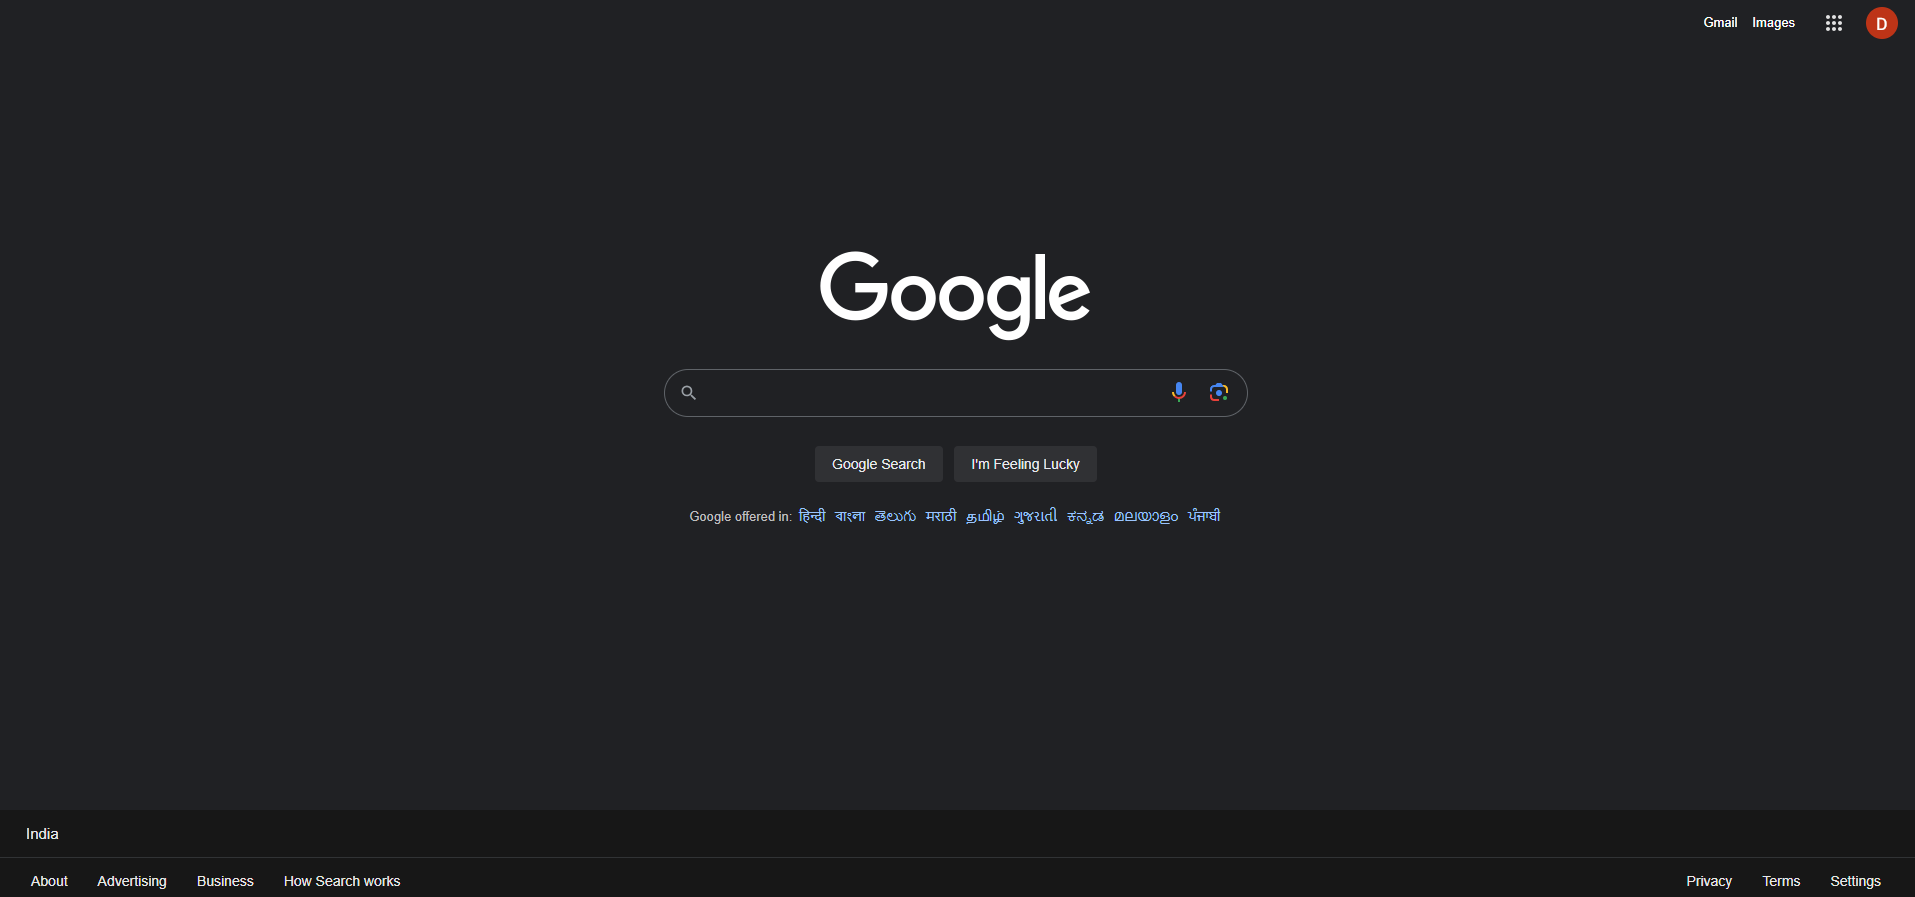 Gmail Images D
Google
Google Search I'm Feeling Lucky
Google offered in: हिन्दी বাংলা తెలుగు मराठी தமிழ் ગુજરાતી ಕನ್ನಡ മലയാളം ਪੰਜਾਬੀ
India
About Advertising Business How Search works Privacy Terms Settings